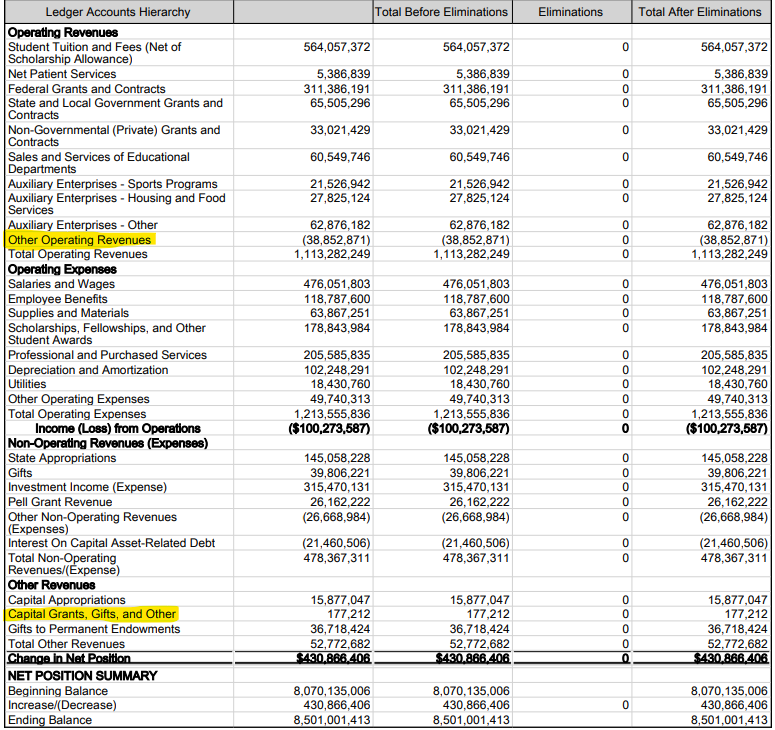 Ledger Accounts Hierarchy Total Before Eliminations Eliminations Total After Eliminations
Operating Revenues
Student Tuition and Fees (Net of 564,057,372 564,057,372 0 564,057,372
Scholarship Allowance)
Net Patient Services 5,386,839 5,386,839 0 5,386,839
Federal Grants and Contracts 311,386,191 311,386,191 0 311,386,191
State and Local Government Grants and 65,505,296 65,505,296 0 65,505,296
Contracts
Non-Governmental (Private) Grants and 33,021,429 33,021,429 0 33,021,429
Contracts
Sales and Services of Educational 60,549,746 60,549,746 0 60,549,746
Departments
Auxiliary Enterprises - Sports Programs 21,526,942 21,526,942 0 21,526,942
Auxiliary Enterprises - Housing and Food 27,825,124 27,825,124 0 27,825,124
Services
Auxiliary Enterprises - Other 62,876,182 62,876,182 0 62,876,182
Other Operating Revenues (38,852,871) (38,852,871) 0 (38,852,871)
Total Operating Revenues 1,113,282,249 1,113,282,249 0 1,113,282,249
Operating Expenses
Salaries and Wages 476,051,803 476,051,803 0 476,051,803
Employee Benefits 118,787,600 118,787,600 0 118,787,600
Supplies and Materials 63,867,251 63,867,251 0 63,867,251
Scholarships, Fellowships, and Other 178,843,984 178,843,984 0 178,843,984
Student Awards
Professional and Purchased Services 205,585,835 205,585,835 0 205,585,835
Depreciation and Amortization 102,248,291 102,248,291 0 102,248,291
Utilities 18,430,760 18,430,760 0 18,430,760
Other Operating Expenses 49,740,313 49,740,313 0 49,740,313
Total Operating Expenses 1,213,555,836 1,213,555,836 0 1,213,555,836
Income (Loss) from Operations ($100,273,587) ($100,273,587) 0 ($100,273,587)
Non-Operating Revenues (Expenses)
State Appropriations 145,058,228 145,058,228 0 145,058,228
Gifts 39,806,221 39,806,221 0 39,806,221
Investment Income (Expense) 315,470,131 315,470,131 0 315,470,131
Pell Grant Revenue 26,162,222 26,162,222 0 26,162,222
Other Non-Operating Revenues (26,668,984) (26,668,984) 0 (26,668,984)
(Expenses)
Interest On Capital Asset-Related Debt (21,460,506) (21,460,506) 0 (21,460,506)
Total Non-Operating 478,367,311 478,367,311 0 478,367,311
Revenues/(Expense)
Other Revenues
Capital Appropriations 15,877,047 15,877,047 0 15,877,047
Capital Grants, Gifts, and Other 177,212 177,212 0 177,212
Gifts to Permanent Endowments 36,718,424 36,718,424 0 36,718,424
Total Other Revenues 52,772,682 52,772,682 0 52,772,682
Change in Net Position $430,866,406 $430,866,406 0 $430,866,406
NET POSITION SUMMARY
Beginning Balance 8,070,135,006 8,070,135,006 8,070,135,006
Increase/(Decrease) 430,866,406 430,866,406 0 430,866,406
Ending Balance 8,501,001,413 8,501,001,413 8,501,001,413